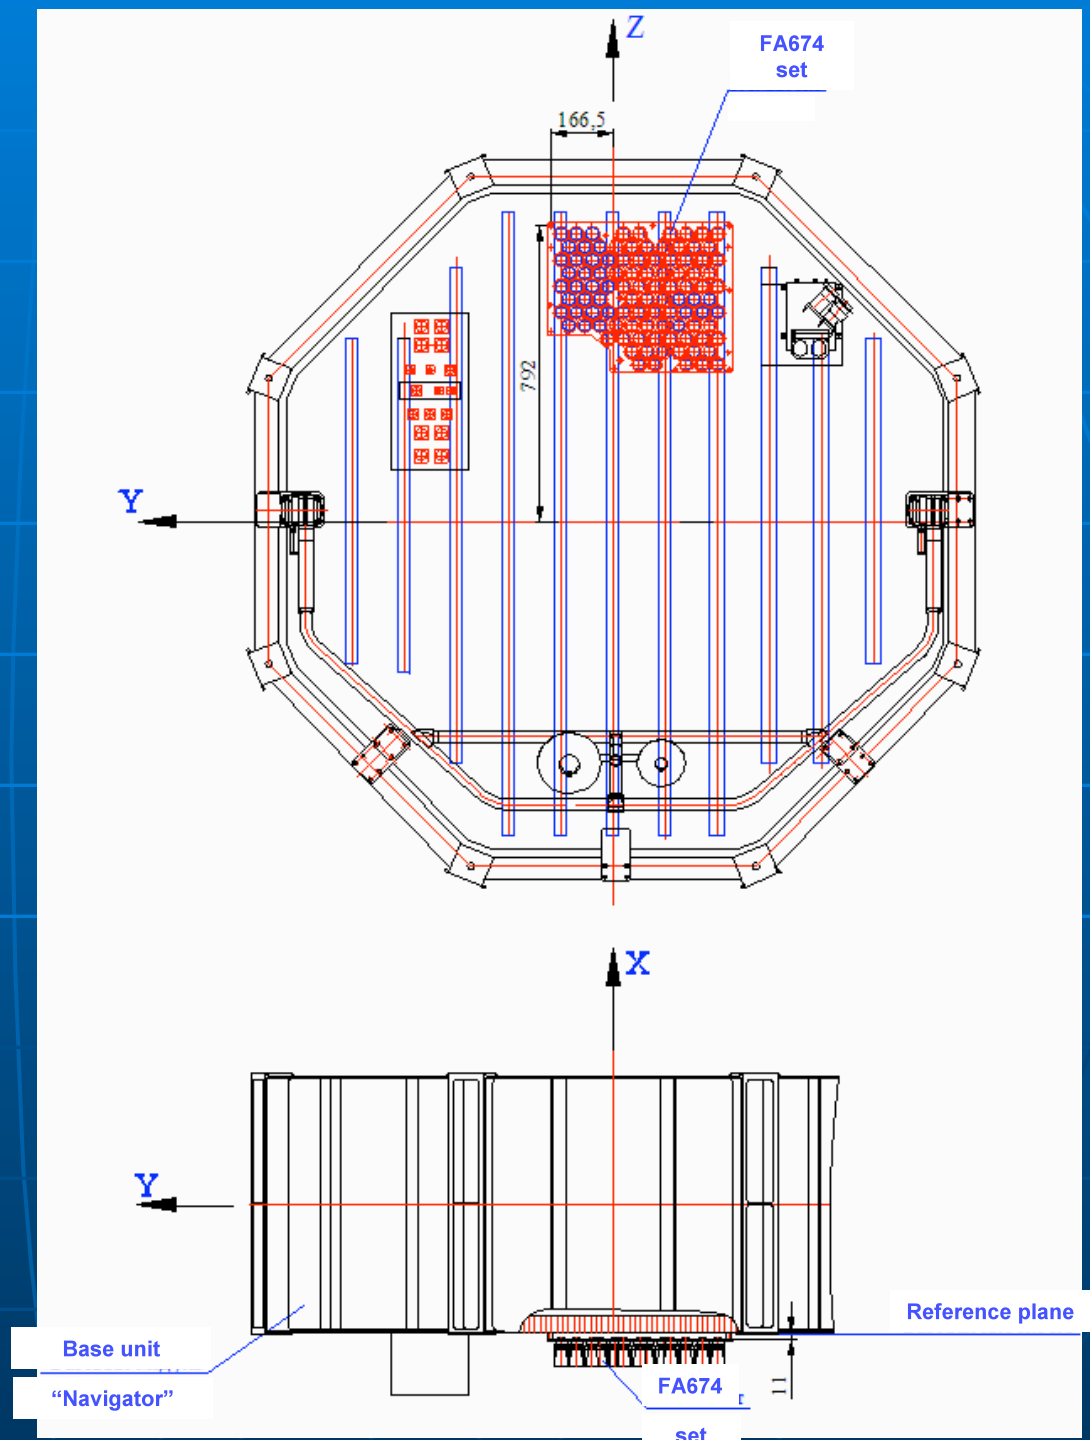 Z
FA674
set
166,5
792
Y
X
Y
Reference plane
Base unit
“Navigator”
FA674
set
11